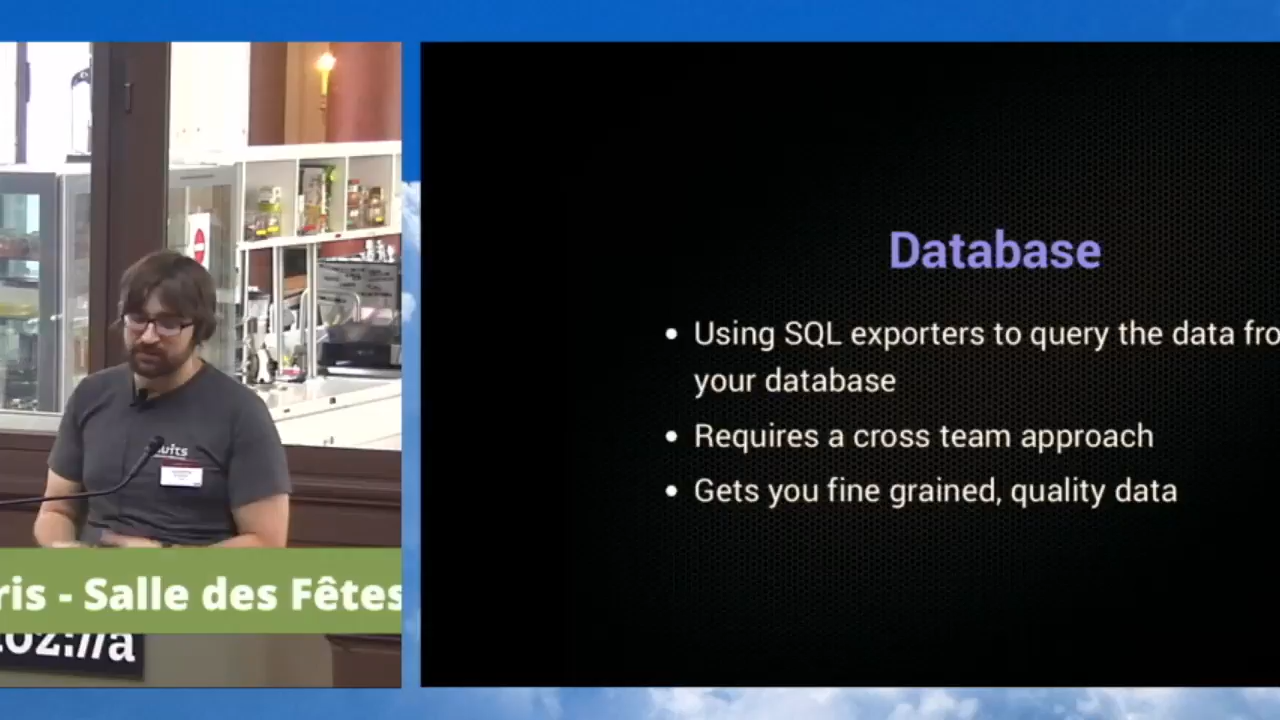 Database
Using SQL exporters to query the data fro
your database
Requires a cross team approach
Gets you fine grained, quality data
ris - Salle des Fêtes
oz://a